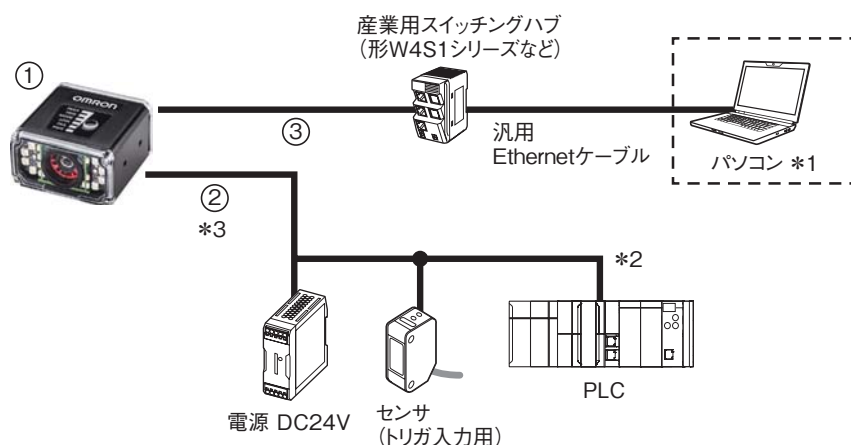 産業用スイッチングハブ
（形W4S1シリーズなど）
①
OMRON
③
汎用
Ethernetケーブル
パソコン *1
②
*3
*2
電源 DC24V
センサ
（トリガ入力用）
PLC